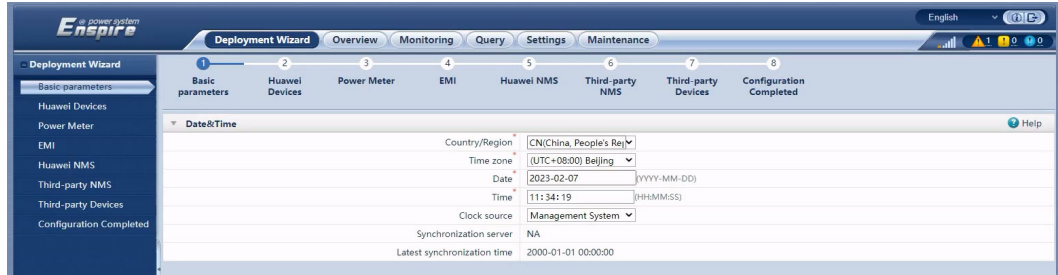 English
e power system
Enspire
Deployment Wizard Overview Monitoring Query Settings Maintenance
1 0 0
Deployment Wizard
Basic parameters
Huawei Devices
Power Meter
EMI
Huawei NMS
Third-party NMS
Third-party Devices
Configuration Completed
1 2 3 4 5 6 7 8
Basic parameters
Huawei Devices
Power Meter
EMI
Huawei NMS
Third-party NMS
Third-party Devices
Configuration Completed
Date&Time Help
Country/Region * CN(China, People's Re
Time zone * (UTC+08:00) Beijing
Date * 2023-02-07 (YYYY-MM-DD)
Time * 11:34:19 (HH:MM:SS)
Clock source Management System
Synchronization server NA
Latest synchronization time 2000-01-01 00:00:00